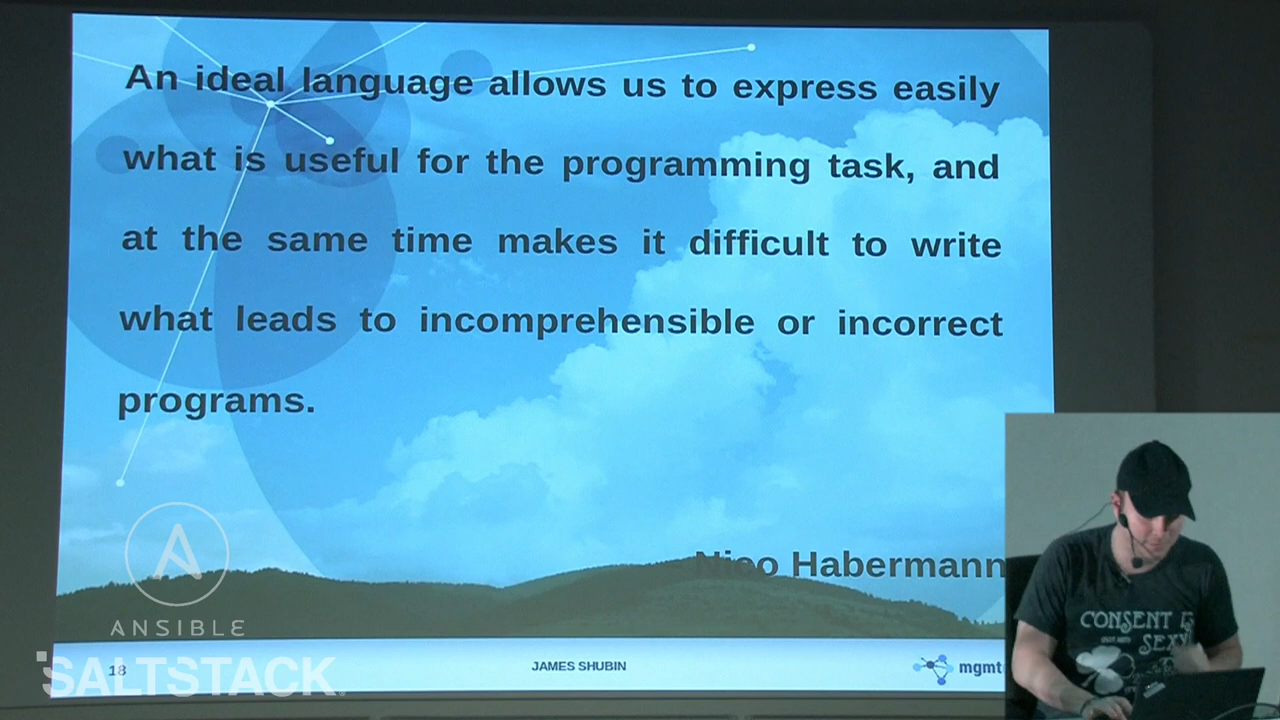 An ideal language allows us to express easily
what is useful for the programming task, and
at the same time makes it difficult to write
what leads to incomprehensible or incorrect
programs.
Nico Habermann
ANSIBLE
18
SALTSTACK
JAMES SHUBIN
mgmt
CONSENT IS
SEXY